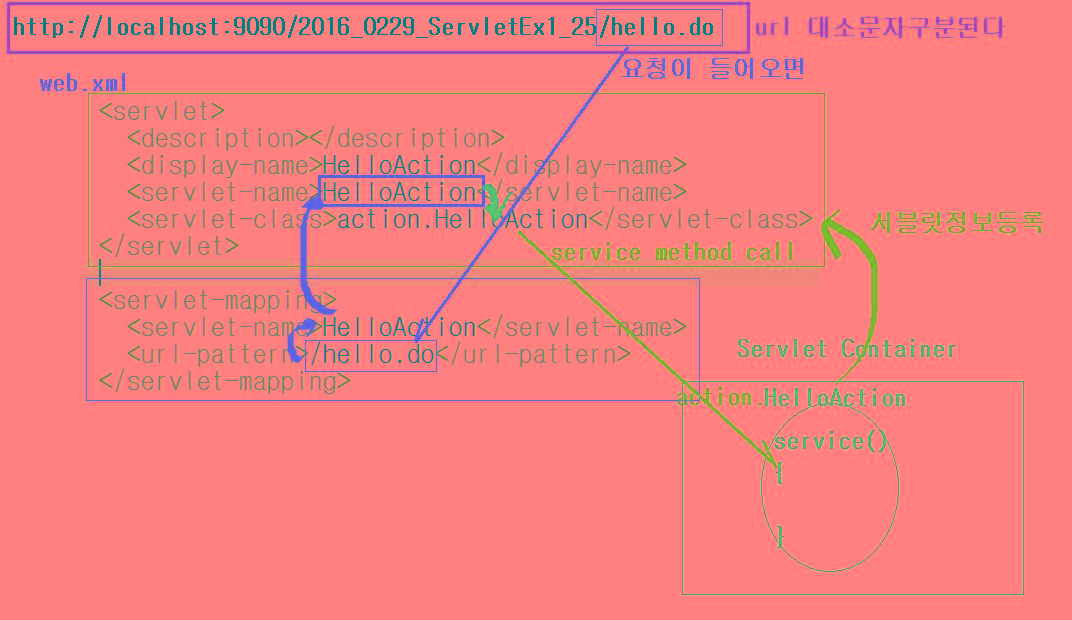 http://localhost:9090/2016_0229_ServletEx1_25/hello.do url 대소문자구분된다
요청이 들어오면
web.xml
<servlet>
<description></description>
<display-name>HelloAction</display-name>
<servlet-name>HelloAction</servlet-name>
<servlet-class>action.HelloAction</servlet-class>
서블릿정보등록
</servlet>
service method call
<servlet-mapping>
<servlet-name>HelloAction</servlet-name>
<url-pattern>/hello.do</url-pattern>
Servlet Container
</servlet-mapping>
action.HelloAction
service()
{
}